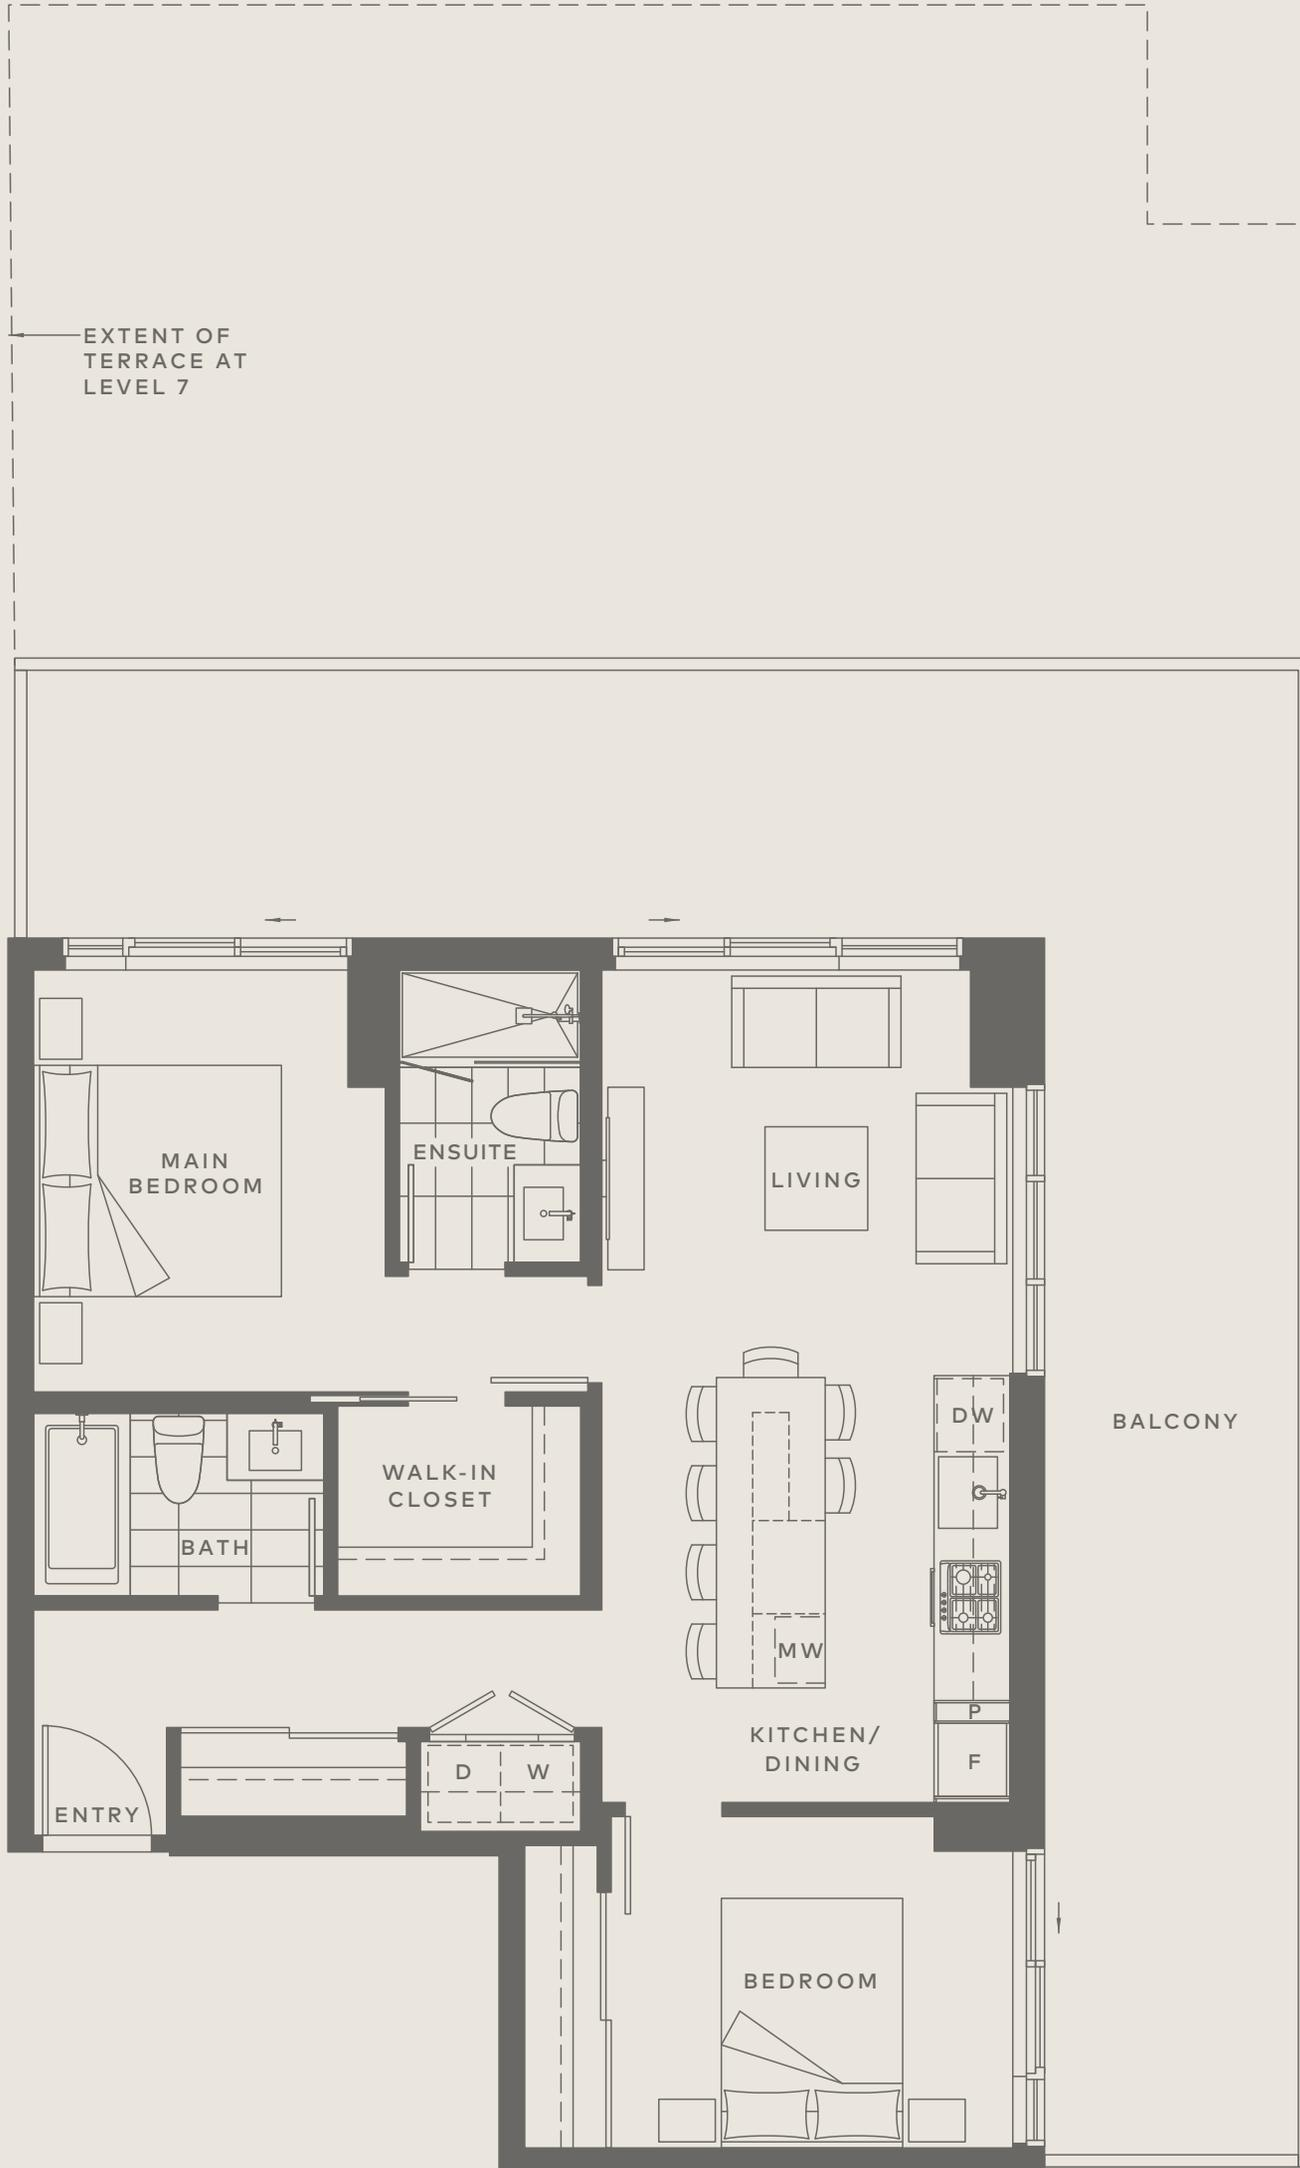 EXTENT OF
TERRACE AT
LEVEL 7
MAIN
BEDROOM
ENSUITE
LIVING
DW
BALCONY
WALK-IN
CLOSET
BATH
MW
P
KITCHEN/
DINING
F
D
W
ENTRY
BEDROOM